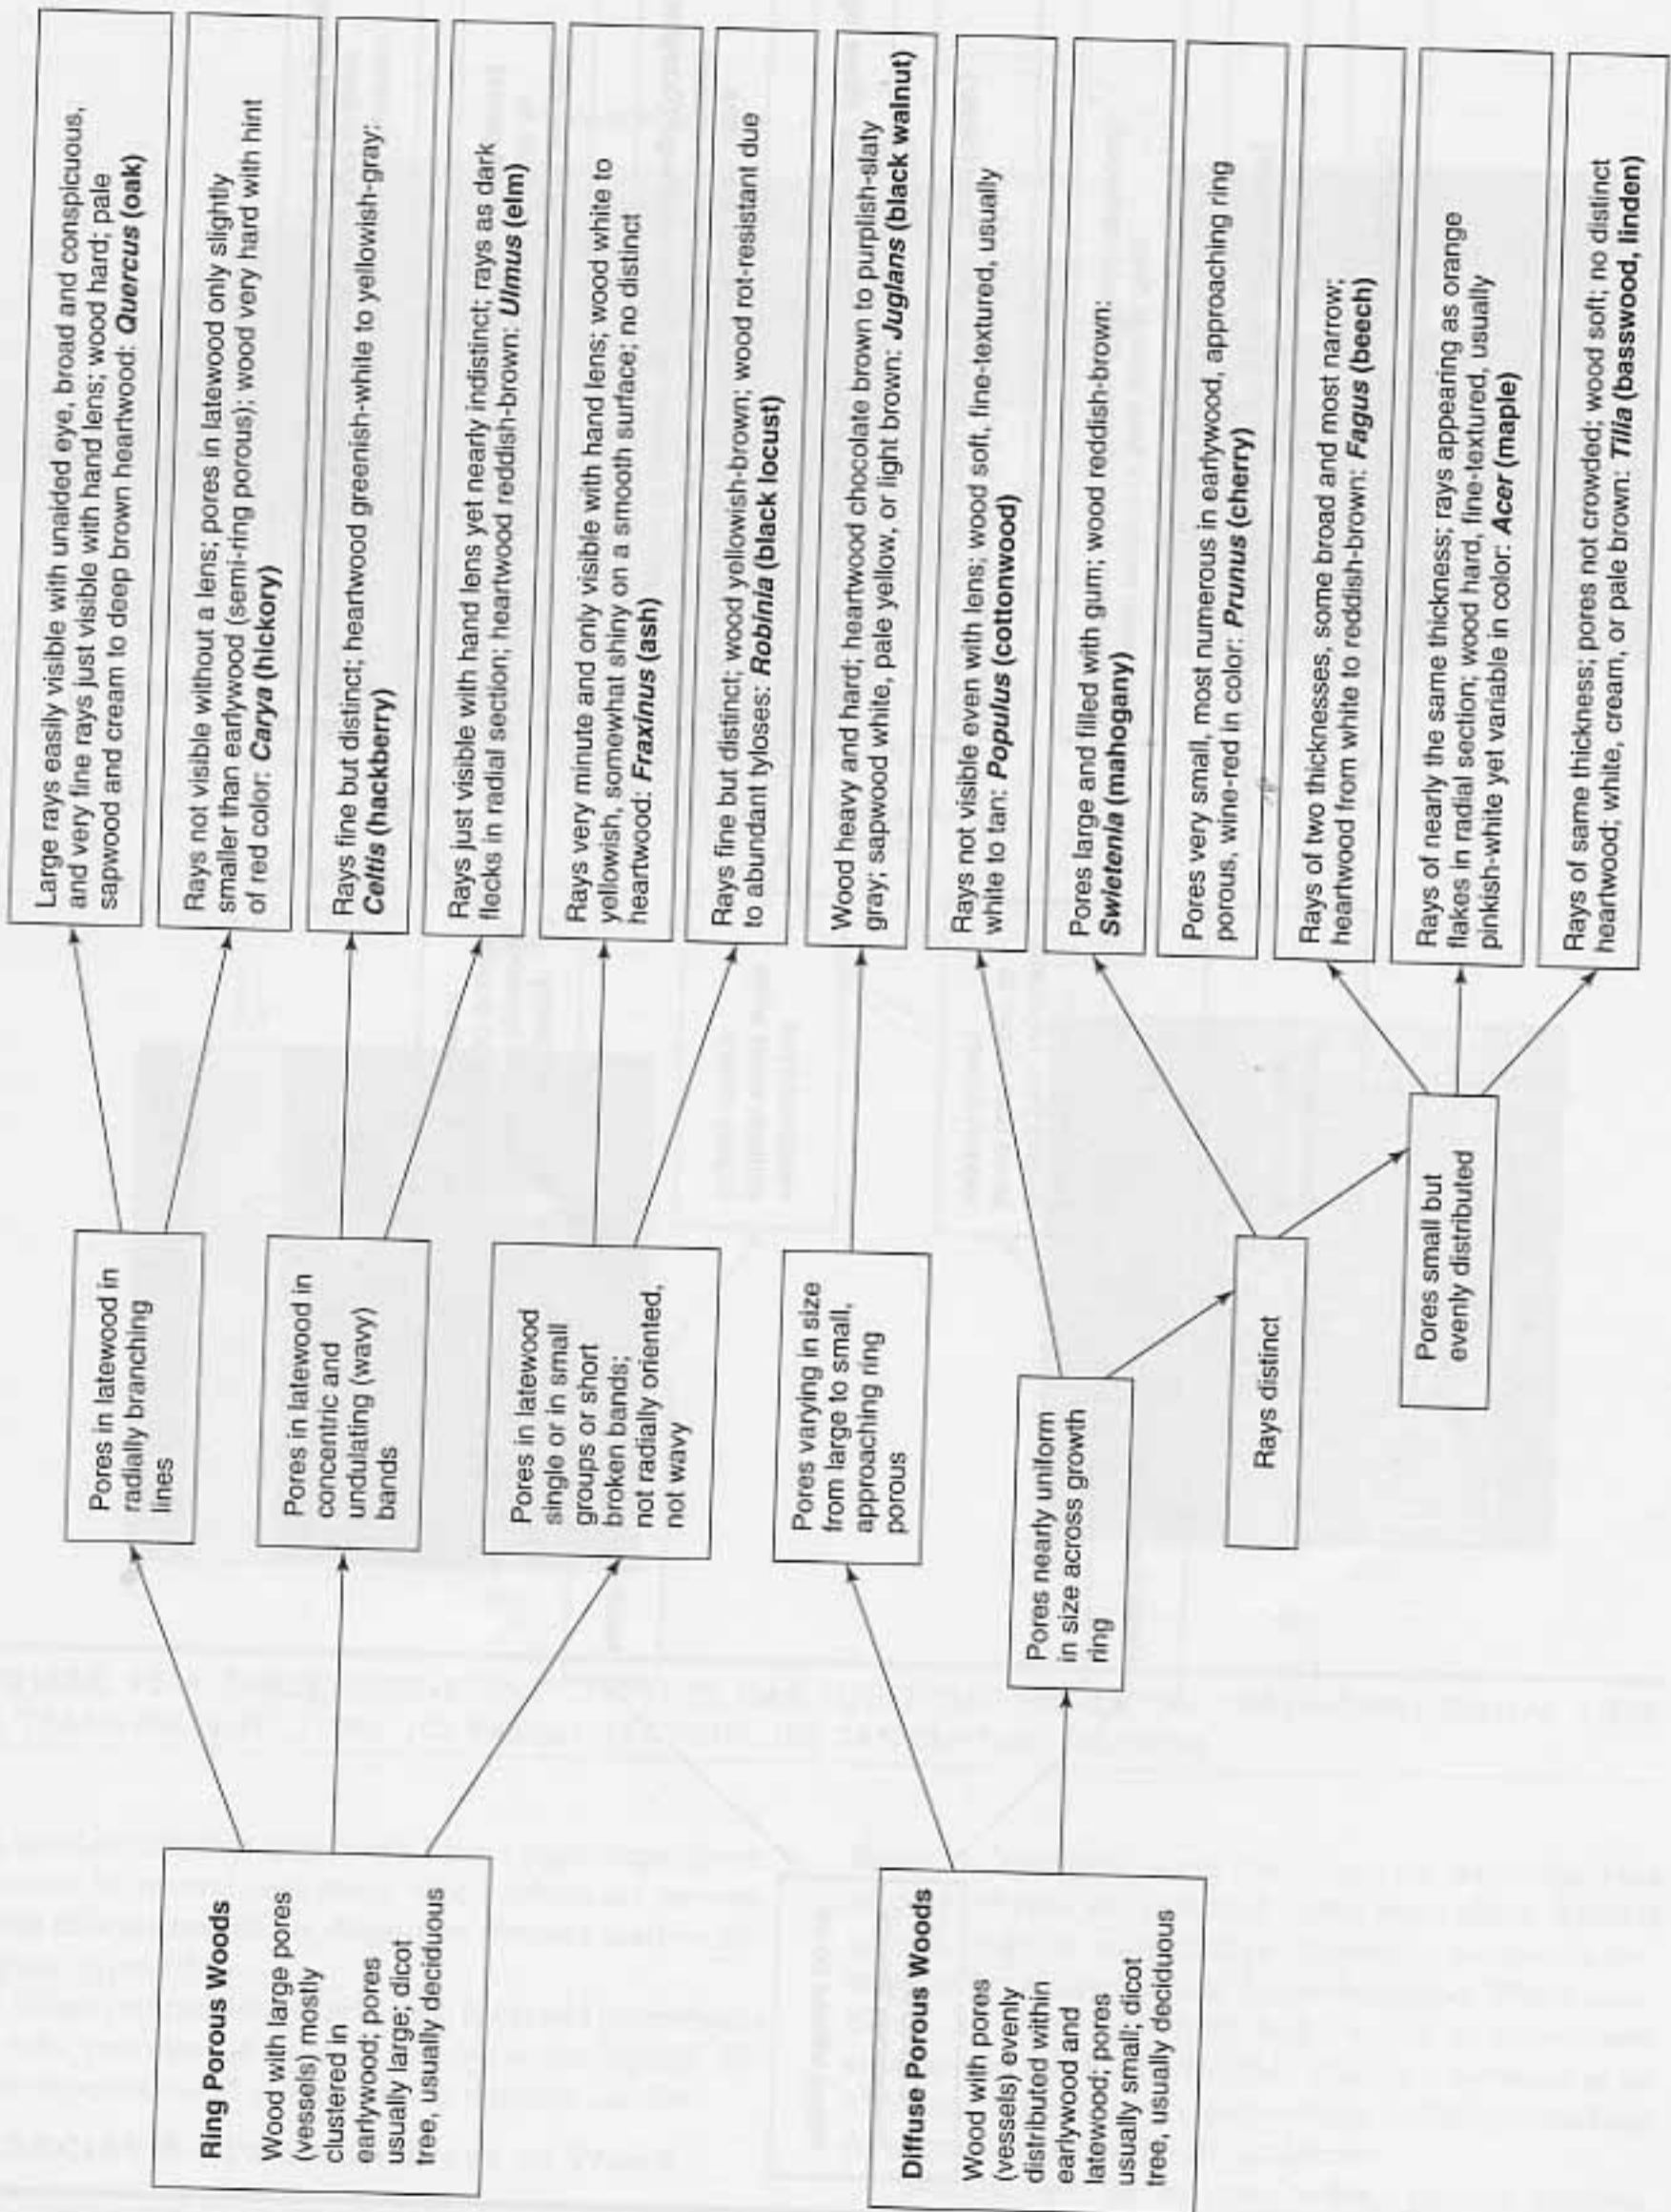 Ring Porous Woods
Wood with large pores
(vessels) mostly
clustered in
earlywood; pores
usually large; dicot
tree, usually deciduous
Pores in latewood in
radially branching
lines
Large rays easily visible with unaided eye, broad and conspicuous,
and very fine rays just visible with hand lens; wood hard; pale
sapwood and cream to deep brown heartwood: Quercus (oak)
Rays not visible without a lens; pores in latewood only slightly
smaller than earlywood (semi-ring porous); wood very hard with hint
of red color: Carya (hickory)
Pores in latewood in
concentric and
undulating (wavy)
bands
Rays fine but distinct; heartwood greenish-while to yellowish-gray:
Celtis (hackberry)
Rays just visible with hand lens yet nearly indistinct; rays as dark
flecks in radial section; heartwood reddish-brown: Ulmus (elm)
Pores in latewood
single or in small
groups or short
broken bands;
not radially oriented,
not wavy
Rays very minute and only visible with hand lens; wood white to
yellowish, somewhat shiny on a smooth surface; no distinct
heartwood: Fraxinus (ash)
Rays fine but distinct; wood yellowish-brown; wood rot-resistant due
to abundant tyloses: Robinia (black locust)
Diffuse Porous Woods
Wood with pores
(vessels) evenly
distributed within
earlywood and
latewood; pores
usually small; dicot
tree, usually deciduous
Pores varying in size
from large to small,
approaching ring
porous
Wood heavy and hard; heartwood chocolate brown to purplish-slaty
gray; sapwood white, pale yellow, or light brown: Juglans (black walnut)
Pores nearly uniform
in size across growth
ring
Rays not visible even with lens; wood soft, fine-textured, usually
white to tan: Populus (cottonwood)
Rays distinct
Pores large and filled with gum; wood reddish-brown:
Swietenia (mahogany)
Pores very small, most numerous in earlywood, approaching ring
porous, wine-red in color: Prunus (cherry)
Pores small but
evenly distributed
Rays of two thicknesses, some broad and most narrow;
heartwood from white to reddish-brown: Fagus (beech)
Rays of nearly the same thickness; rays appearing as orange
flakes in radial section; wood hard, fine-textured, usually
pinkish-white yet variable in color: Acer (maple)
Rays of same thickness; pores not crowded; wood soft; no distinct
heartwood; white, cream, or pale brown: Tilia (basswood, linden)